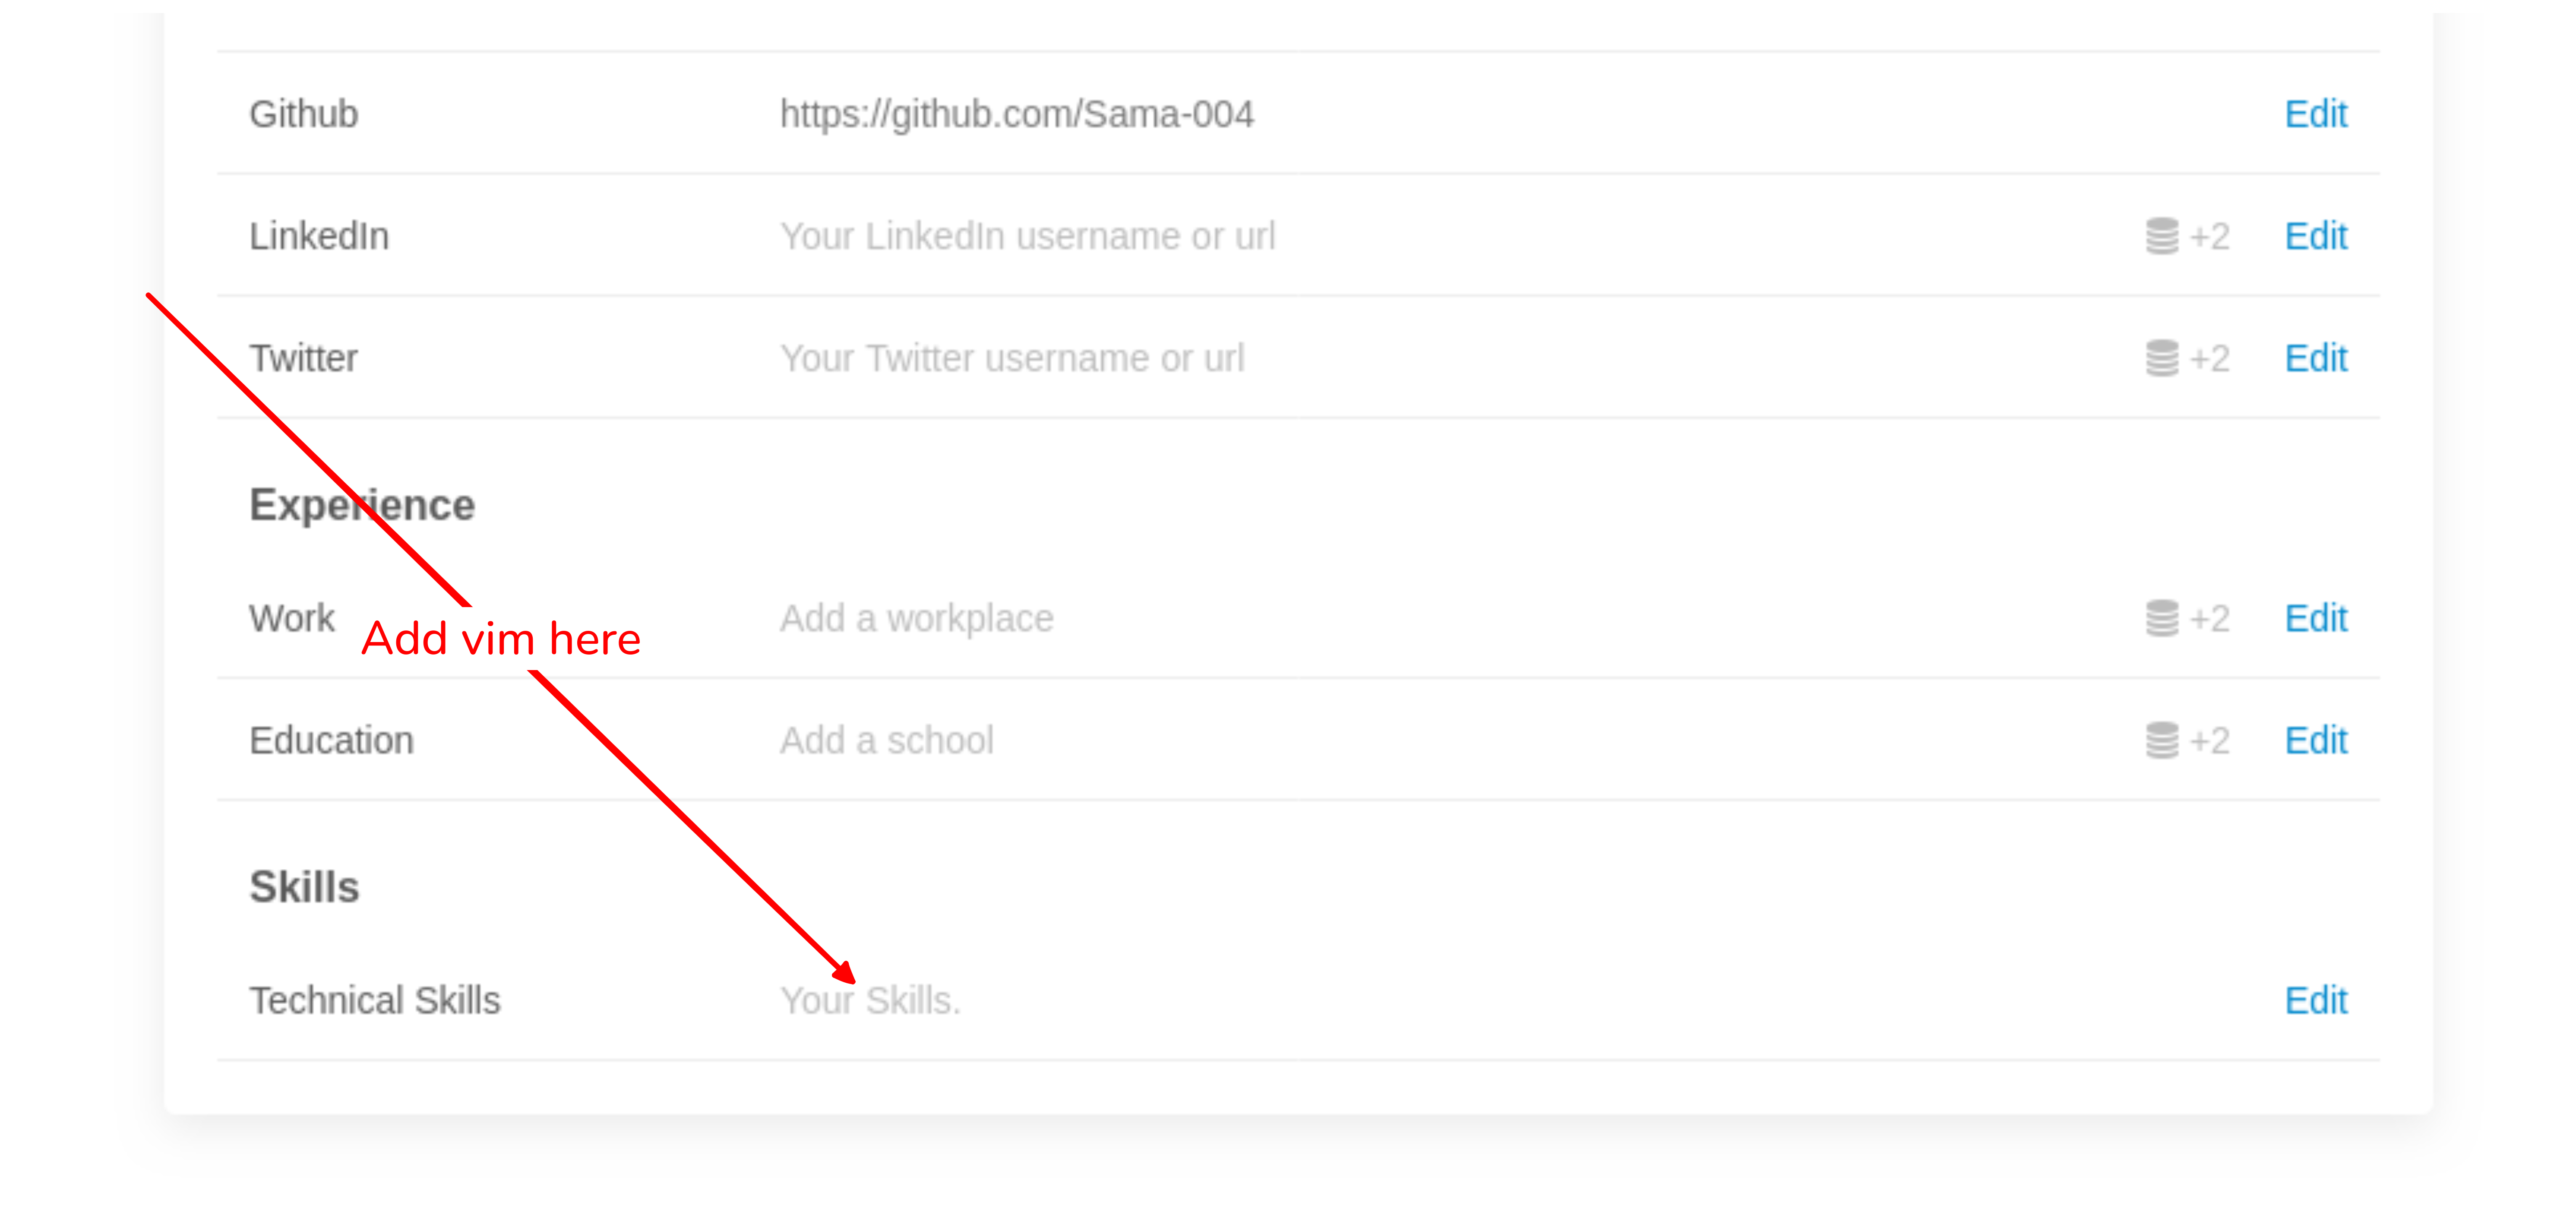 Github https://github.com/Sama-004 Edit
LinkedIn Your LinkedIn username or url +2 Edit
Twitter Your Twitter username or url +2 Edit
Experience
Work Add a workplace +2 Edit
Add vim here
Education Add a school +2 Edit
Skills
Technical Skills Your Skills. Edit